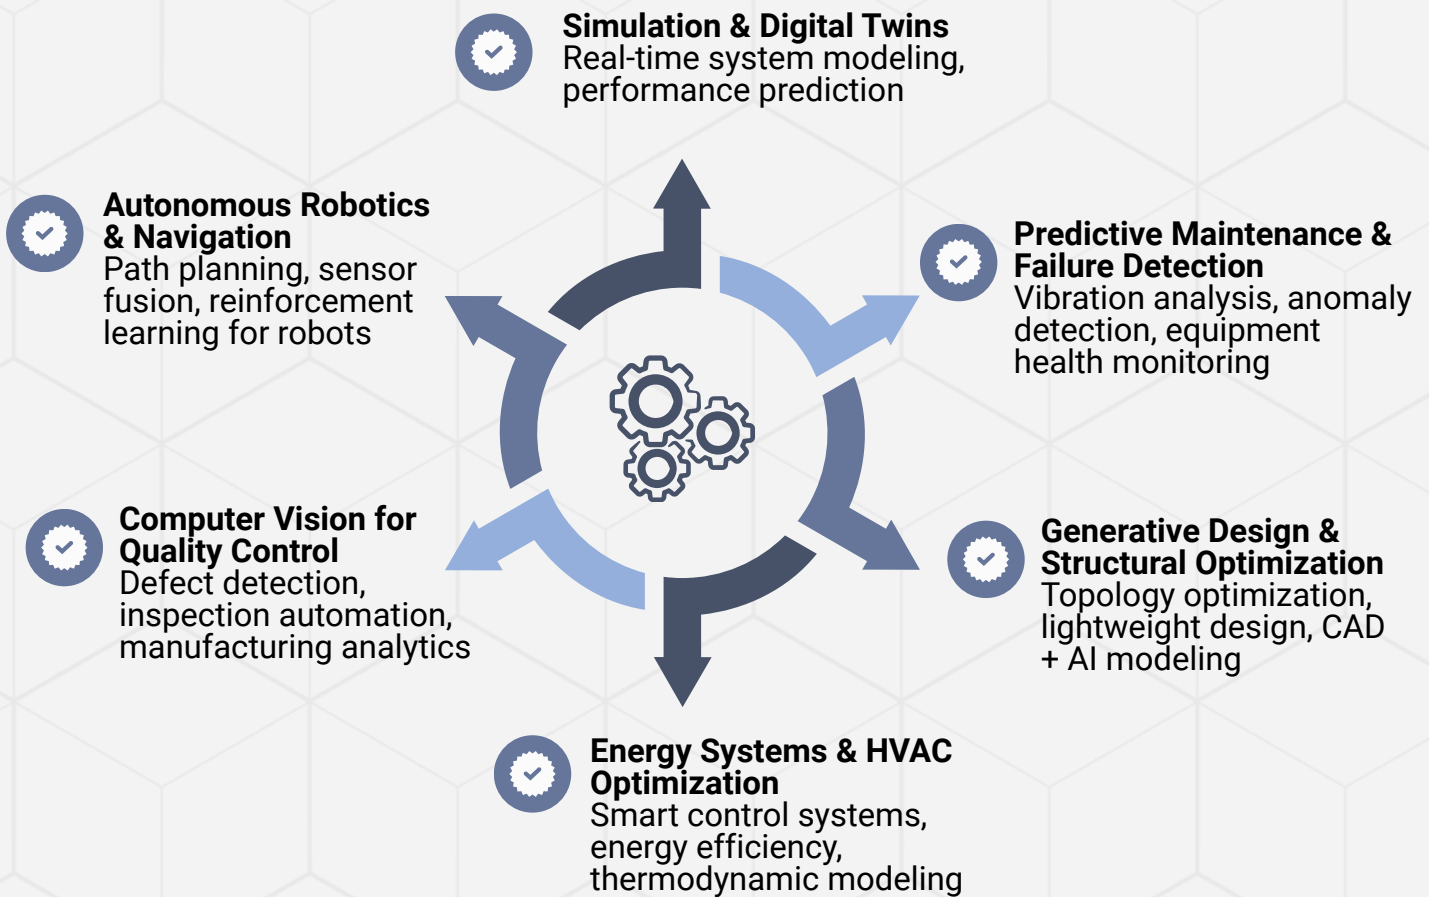 Simulation & Digital Twins
Real-time system modeling,
performance prediction
Autonomous Robotics
& Navigation
Path planning, sensor
fusion, reinforcement
learning for robots
Predictive Maintenance &
Failure Detection
Vibration analysis, anomaly
detection, equipment
health monitoring
Computer Vision for
Quality Control
Defect detection,
inspection automation,
manufacturing analytics
Generative Design &
Structural Optimization
Topology optimization,
lightweight design, CAD
+ AI modeling
Energy Systems & HVAC
Optimization
Smart control systems,
energy efficiency,
thermodynamic modeling